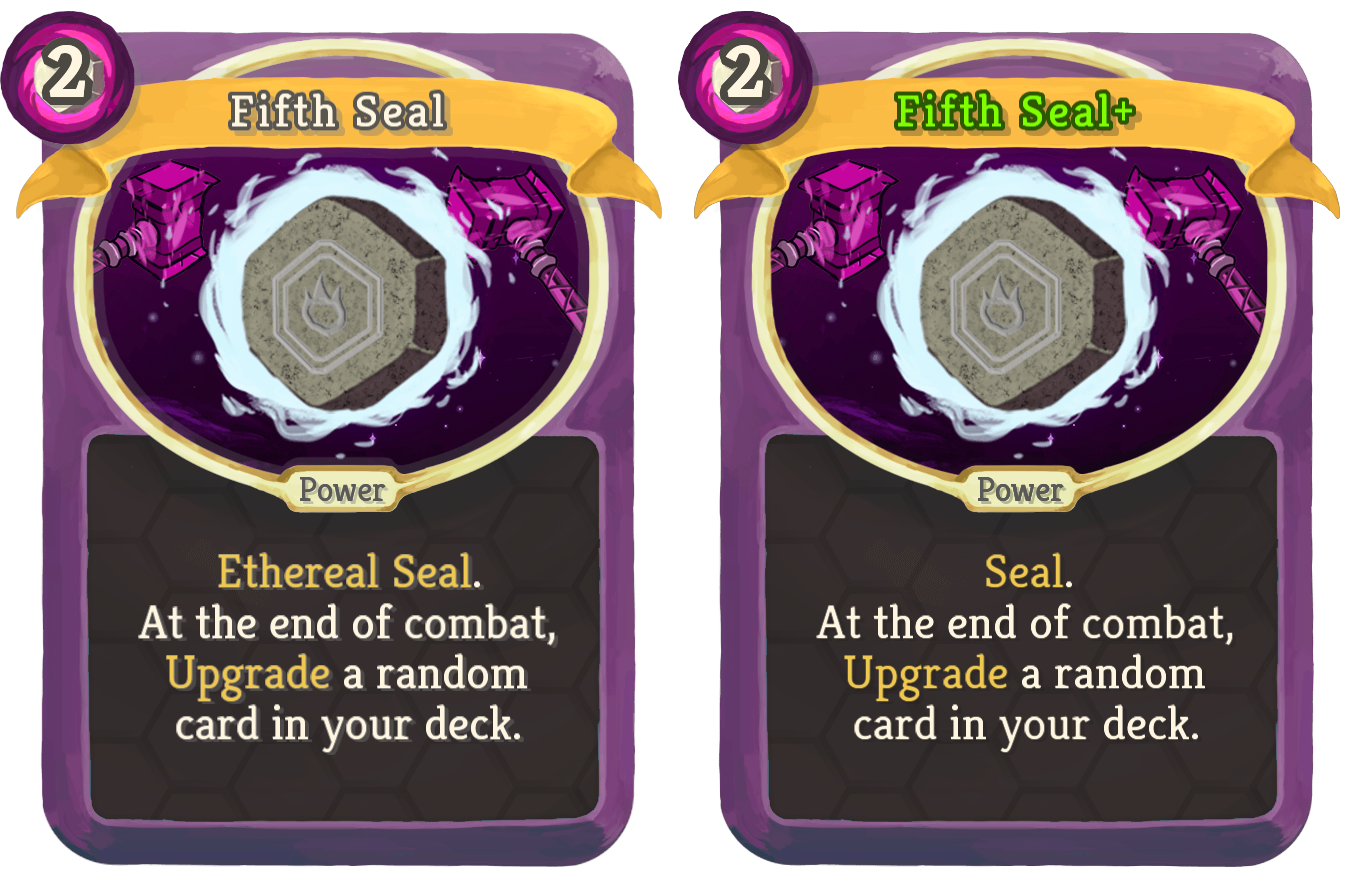 2
Fifth Seal
Power
Ethereal Seal.
At the end of combat,
Upgrade a random
card in your deck.
2
Fifth Seal+
Power
Seal.
At the end of combat,
Upgrade a random
card in your deck.